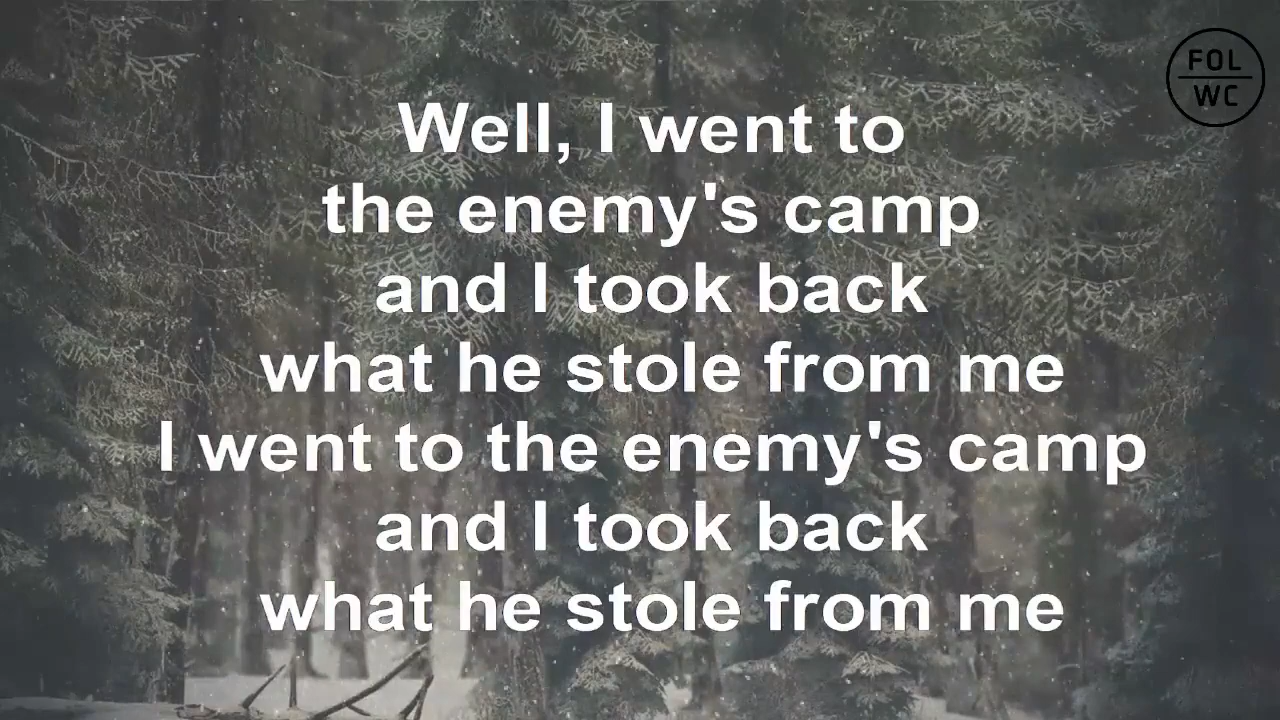 FOL
WC
Well, I went to
the enemy's camp
and I took back
what he stole from me
I went to the enemy's camp
and I took back
what he stole from me